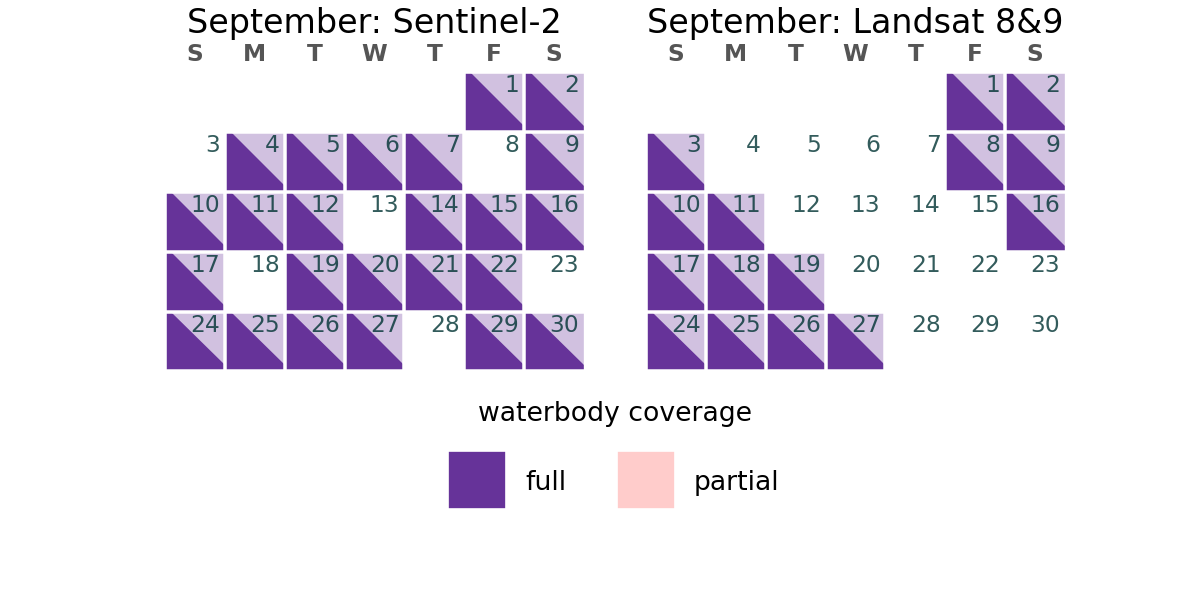 September: Sentinel-2
S M T W T F S
1 2
3 4 5 6 7 8 9
10 11 12 13 14 15 16
17 18 19 20 21 22 23
24 25 26 27 28 29 30
September: Landsat 8&9
S M T W T F S
1 2
3 4 5 6 7 8 9
10 11 12 13 14 15 16
17 18 19 20 21 22 23
24 25 26 27 28 29 30
waterbody coverage
full partial